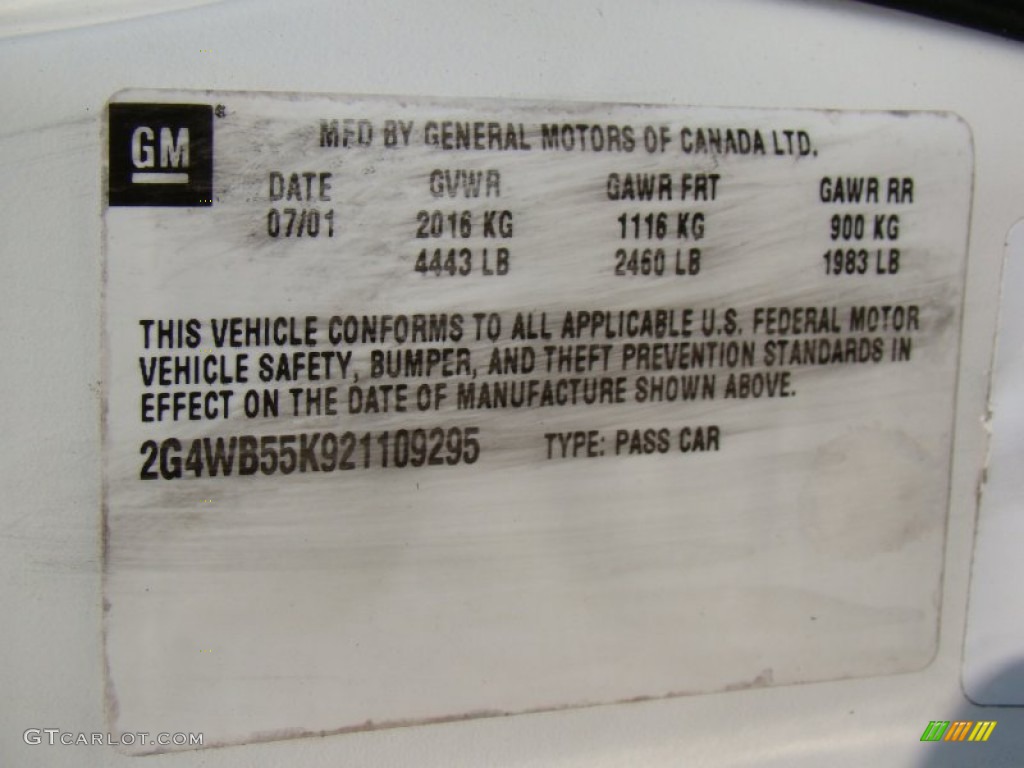 GM ®
MFD BY GENERAL MOTORS OF CANADA LTD.
DATE GVWR GAWR FRT GAWR RR
07/01 2016 KG 1116 KG 900 KG
4443 LB 2460 LB 1983 LB
THIS VEHICLE CONFORMS TO ALL APPLICABLE U.S. FEDERAL MOTOR
VEHICLE SAFETY, BUMPER, AND THEFT PREVENTION STANDARDS IN
EFFECT ON THE DATE OF MANUFACTURE SHOWN ABOVE.
2G4WB55K921109295 TYPE: PASS CAR
GTCARLOT.COM